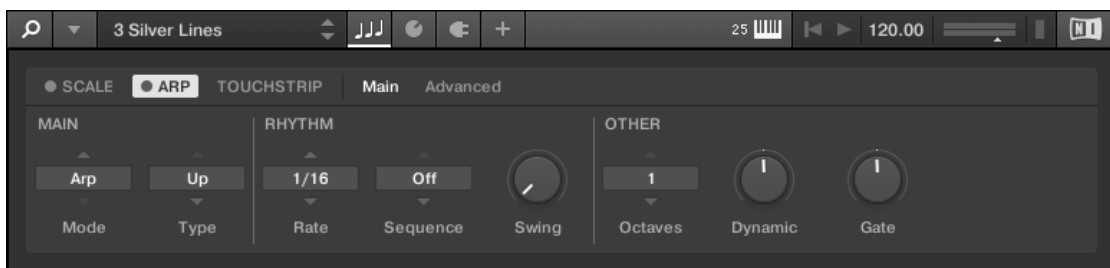 3 Silver Lines 25 120.00 NI
SCALE ARP TOUCHSTRIP Main Advanced
MAIN RHYTHM OTHER
Arp Up 1/16 Off 1
Mode Type Rate Sequence Swing Octaves Dynamic Gate